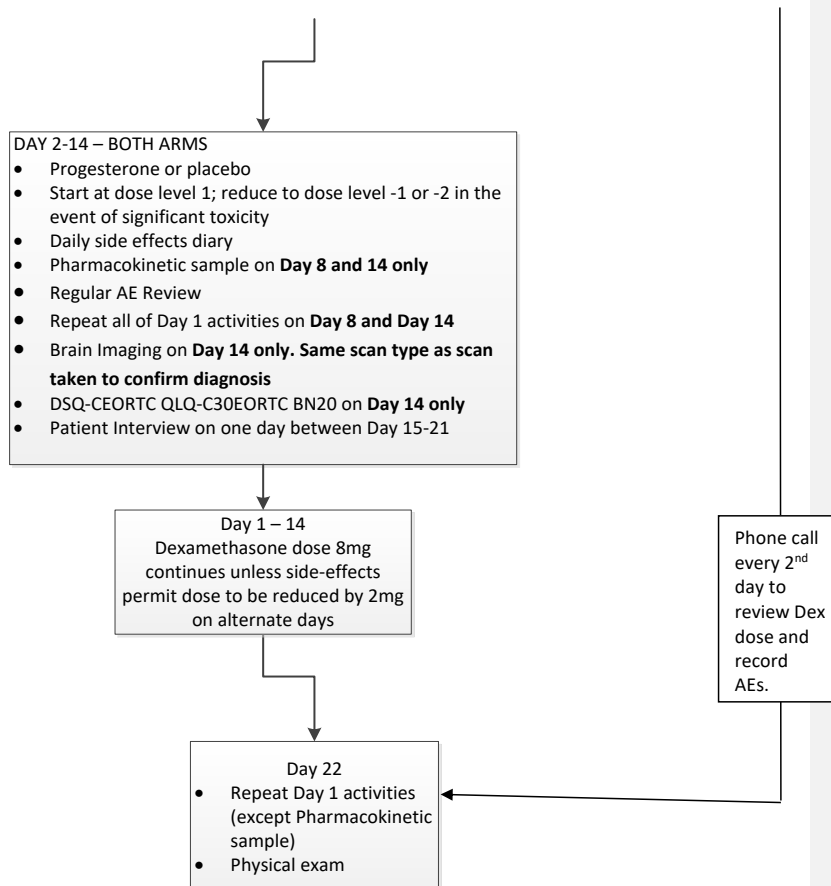 DAY 2-14 – BOTH ARMS
• Progesterone or placebo
• Start at dose level 1; reduce to dose level -1 or -2 in the
event of significant toxicity
• Daily side effects diary
• Pharmacokinetic sample on Day 8 and 14 only
• Regular AE Review
• Repeat all of Day 1 activities on Day 8 and Day 14
• Brain Imaging on Day 14 only. Same scan type as scan
taken to confirm diagnosis
• DSQ-CEORTC QLQ-C30EORTC BN20 on Day 14 only
• Patient Interview on one day between Day 15-21
Day 1 – 14
Dexamethasone dose 8mg
continues unless side-effects
permit dose to be reduced by 2mg
on alternate days
Phone call
every 2nd
day to
review Dex
dose and
record
AEs.
Day 22
• Repeat Day 1 activities
(except Pharmacokinetic
sample)
• Physical exam